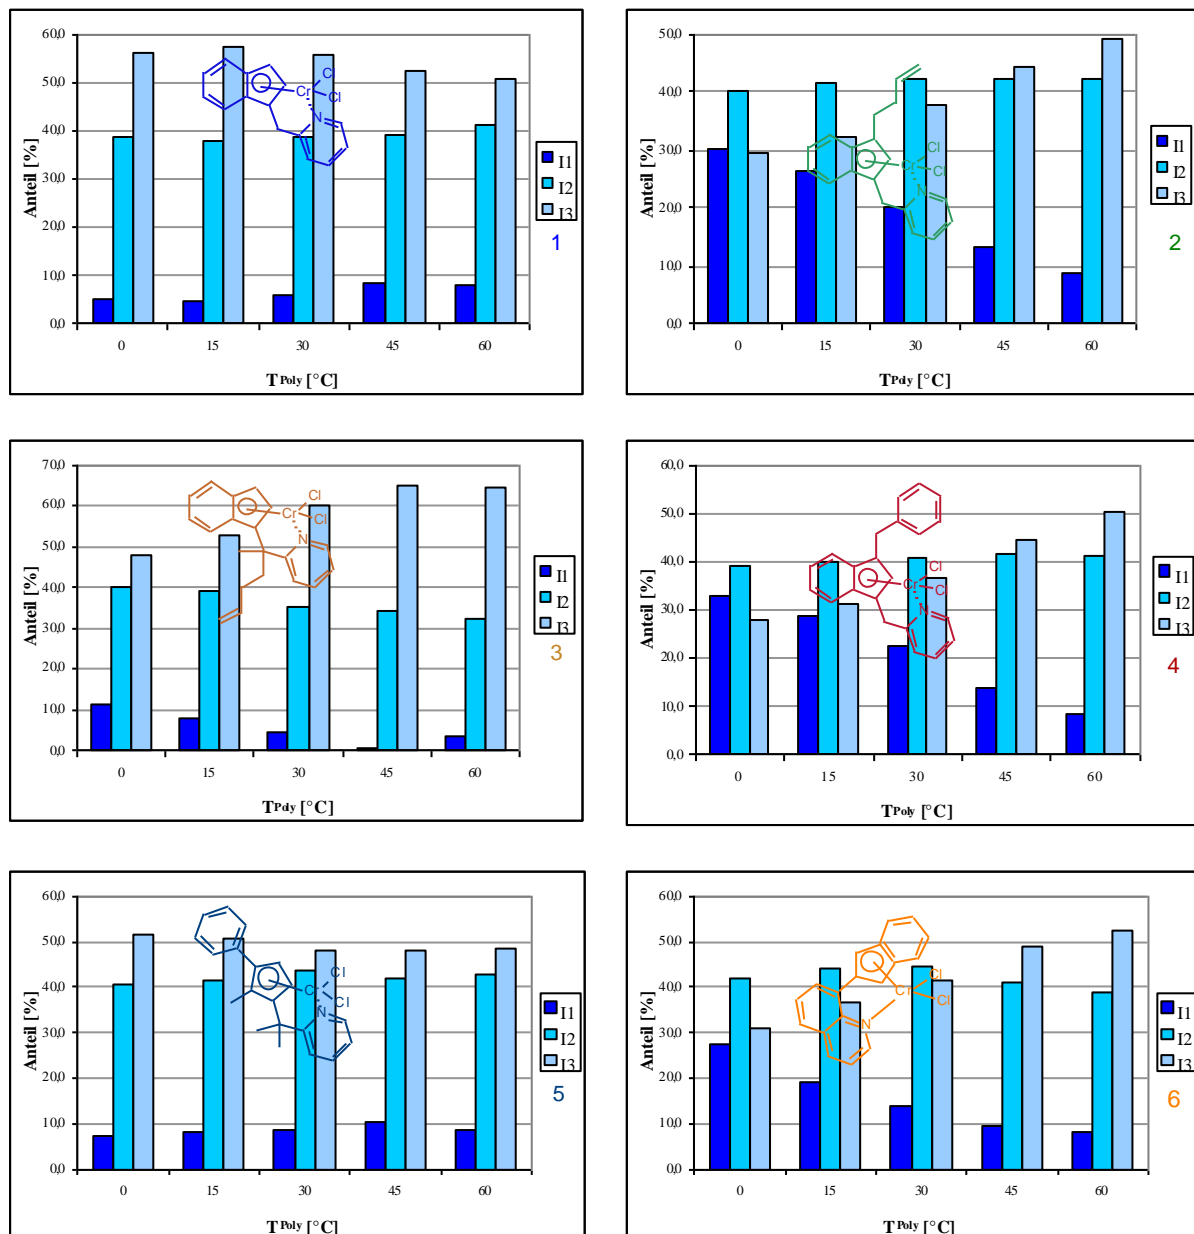 60,0
50,0
40,0
30,0
20,0
10,0
0,0
Anteil [%]
0 15 30 45 60
TPoly [°C]
Cr
Cl
Cl
N
I1
I2
I3
1
50,0
40,0
30,0
20,0
10,0
0,0
Anteil [%]
0 15 30 45 60
TPoly [°C]
Cr
Cl
Cl
N
I1
I2
I3
2
70,0
60,0
50,0
40,0
30,0
20,0
10,0
0,0
Anteil [%]
0 15 30 45 60
TPoly [°C]
Cr
Cl
Cl
N
I1
I2
I3
3
60,0
50,0
40,0
30,0
20,0
10,0
0,0
Anteil [%]
0 15 30 45 60
TPoly [°C]
Cr
Cl
Cl
N
I1
I2
I3
4
60,0
50,0
40,0
30,0
20,0
10,0
0,0
Anteil [%]
0 15 30 45 60
TPoly [°C]
Cr
Cl
Cl
N
I1
I2
I3
5
60,0
50,0
40,0
30,0
20,0
10,0
0,0
Anteil [%]
0 15 30 45 60
TPoly [°C]
Cr
Cl
Cl
N
I1
I2
I3
6